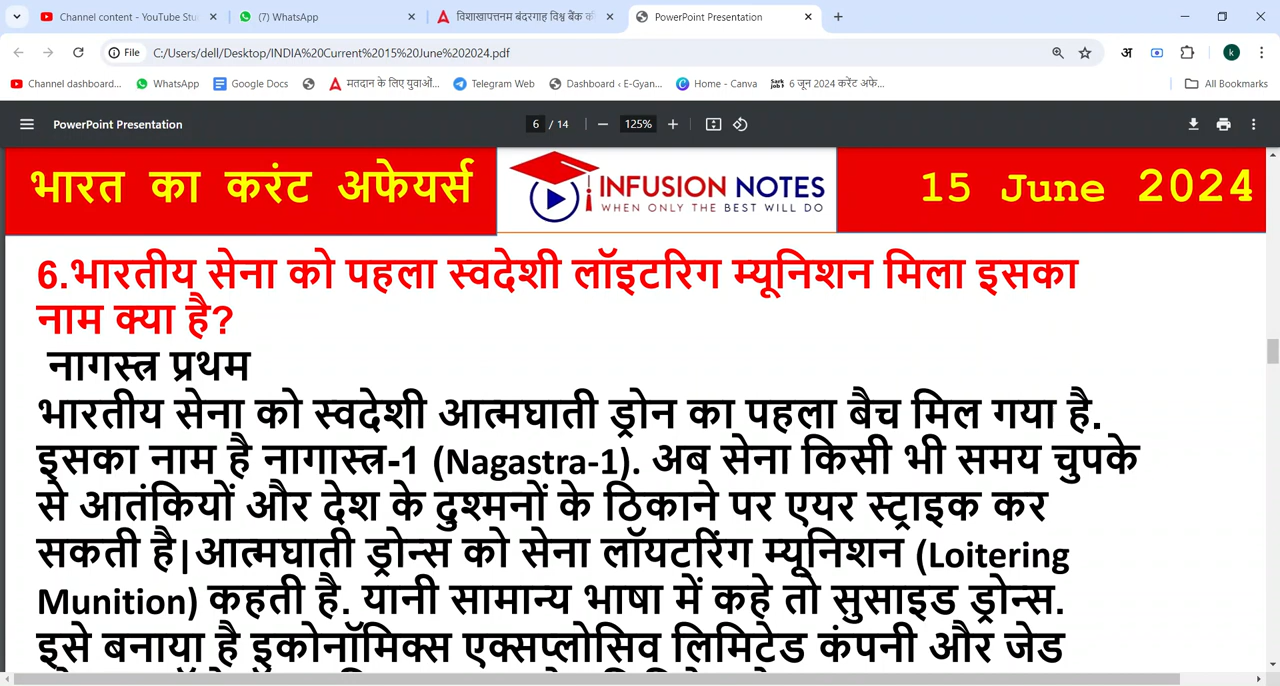 Channel content - YouTube Stu
(7) WhatsApp
विशाखापत्तनम बंदरगाह विश्व बैंक की
PowerPoint Presentation
File
C:/Users/dell/Desktop/INDIA%20Current%2015%20June%202024.pdf
अ
k
Channel dashboard...
WhatsApp
Google Docs
मतदान के लिए युवाओं...
Telegram Web
Dashboard ‹ E-Gyan...
Home - Canva
6 जून 2024 करेंट अफे...
All Bookmarks
PowerPoint Presentation
6 / 14
125%
भारत का करंट अफेयर्स
INFUSION NOTES
WHEN ONLY THE BEST WILL DO
15 June 2024
6.भारतीय सेना को पहला स्वदेशी लॉइटरिग म्यूनिशन मिला इसका
नाम क्या है?
नागस्त्र प्रथम
भारतीय सेना को स्वदेशी आत्मघाती ड्रोन का पहला बैच मिल गया है.
इसका नाम है नागास्त्र-1 (Nagastra-1). अब सेना किसी भी समय चुपके
से आतंकियों और देश के दुश्मनों के ठिकाने पर एयर स्ट्राइक कर
सकती है|आत्मघाती ड्रोन्स को सेना लॉयटरिंग म्यूनिशन (Loitering
Munition) कहती है. यानी सामान्य भाषा में कहे तो सुसाइड ड्रोन्स.
इसे बनाया है इकोनॉमिक्स एक्सप्लोसिव लिमिटेड कंपनी और जेड